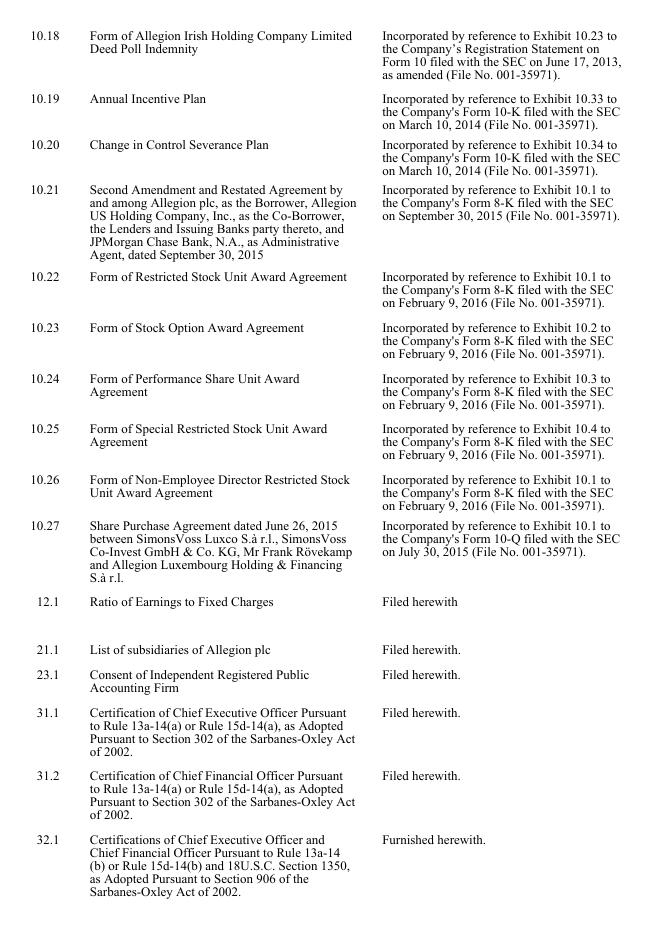 10.18 Form of Allegion Irish Holding Company Limited
Deed Poll Indemnity
Incorporated by reference to Exhibit 10.23 to
the Company’s Registration Statement on
Form 10 filed with the SEC on June 17, 2013,
as amended (File No. 001-35971).
10.19 Annual Incentive Plan
Incorporated by reference to Exhibit 10.33 to
the Company's Form 10-K filed with the SEC
on March 10, 2014 (File No. 001-35971).
10.20 Change in Control Severance Plan
Incorporated by reference to Exhibit 10.34 to
the Company's Form 10-K filed with the SEC
on March 10, 2014 (File No. 001-35971).
10.21 Second Amendment and Restated Agreement by
and among Allegion plc, as the Borrower, Allegion
US Holding Company, Inc., as the Co-Borrower,
the Lenders and Issuing Banks party thereto, and
JPMorgan Chase Bank, N.A., as Administrative
Agent, dated September 30, 2015
Incorporated by reference to Exhibit 10.1 to
the Company's Form 8-K filed with the SEC
on September 30, 2015 (File No. 001-35971).
10.22 Form of Restricted Stock Unit Award Agreement
Incorporated by reference to Exhibit 10.1 to
the Company's Form 8-K filed with the SEC
on February 9, 2016 (File No. 001-35971).
10.23 Form of Stock Option Award Agreement
Incorporated by reference to Exhibit 10.2 to
the Company's Form 8-K filed with the SEC
on February 9, 2016 (File No. 001-35971).
10.24 Form of Performance Share Unit Award
Agreement
Incorporated by reference to Exhibit 10.3 to
the Company's Form 8-K filed with the SEC
on February 9, 2016 (File No. 001-35971).
10.25 Form of Special Restricted Stock Unit Award
Agreement
Incorporated by reference to Exhibit 10.4 to
the Company's Form 8-K filed with the SEC
on February 9, 2016 (File No. 001-35971).
10.26 Form of Non-Employee Director Restricted Stock
Unit Award Agreement
Incorporated by reference to Exhibit 10.1 to
the Company's Form 8-K filed with the SEC
on February 9, 2016 (File No. 001-35971).
10.27 Share Purchase Agreement dated June 26, 2015
between SimonsVoss Luxco S.à r.l., SimonsVoss
Co-Invest GmbH & Co. KG, Mr Frank Rövekamp
and Allegion Luxembourg Holding & Financing
S.à r.l.
Incorporated by reference to Exhibit 10.1 to
the Company's Form 10-Q filed with the SEC
on July 30, 2015 (File No. 001-35971).
12.1 Ratio of Earnings to Fixed Charges
Filed herewith
21.1 List of subsidiaries of Allegion plc
Filed herewith.
23.1 Consent of Independent Registered Public
Accounting Firm
Filed herewith.
31.1 Certification of Chief Executive Officer Pursuant
to Rule 13a-14(a) or Rule 15d-14(a), as Adopted
Pursuant to Section 302 of the Sarbanes-Oxley Act
of 2002.
Filed herewith.
31.2 Certification of Chief Financial Officer Pursuant
to Rule 13a-14(a) or Rule 15d-14(a), as Adopted
Pursuant to Section 302 of the Sarbanes-Oxley Act
of 2002.
Filed herewith.
32.1 Certifications of Chief Executive Officer and
Chief Financial Officer Pursuant to Rule 13a-14
(b) or Rule 15d-14(b) and 18U.S.C. Section 1350,
as Adopted Pursuant to Section 906 of the
Sarbanes-Oxley Act of 2002.
Furnished herewith.